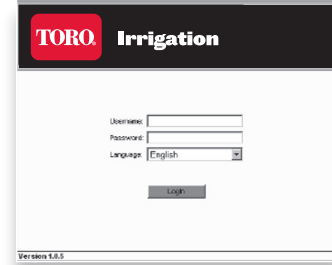 TORO. Irrigation
Username:
Password:
Language: English
Login
Version 1.0.5